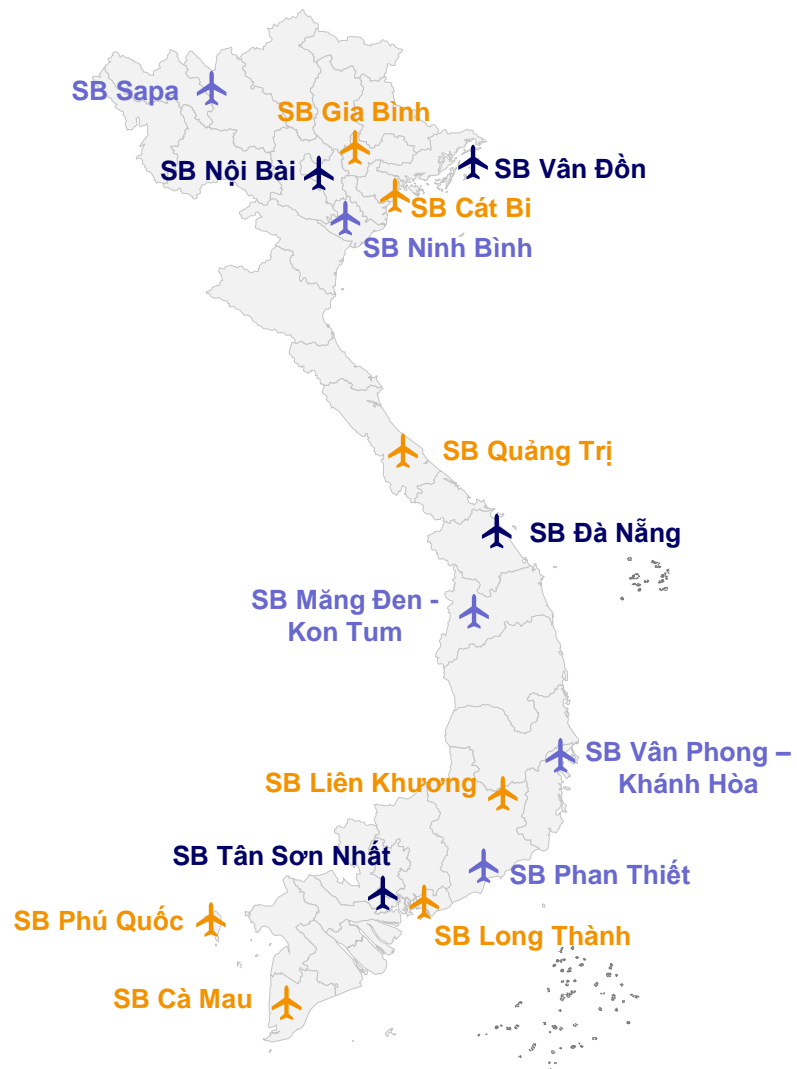 SB Sapa
SB Gia Bình
SB Nội Bài
SB Vân Đồn
SB Cát Bi
SB Ninh Bình
SB Quảng Trị
SB Đà Nẵng
SB Măng Đen -
Kon Tum
SB Vân Phong –
Khánh Hòa
SB Liên Khương
SB Tân Sơn Nhất
SB Phan Thiết
SB Phú Quốc
SB Long Thành
SB Cà Mau